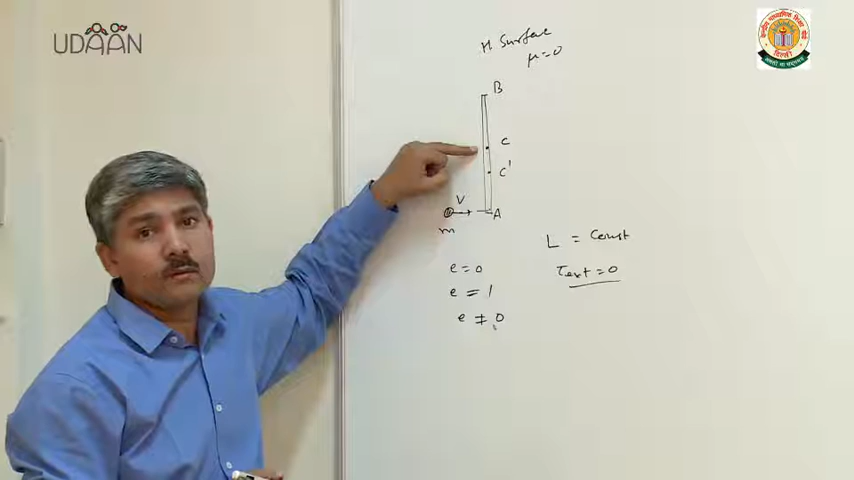 UDAAN
H Surface
μ=0
B
C
C'
V
A
m
L = Const
τext = 0
e = 0
e = 1
e ≠ 0